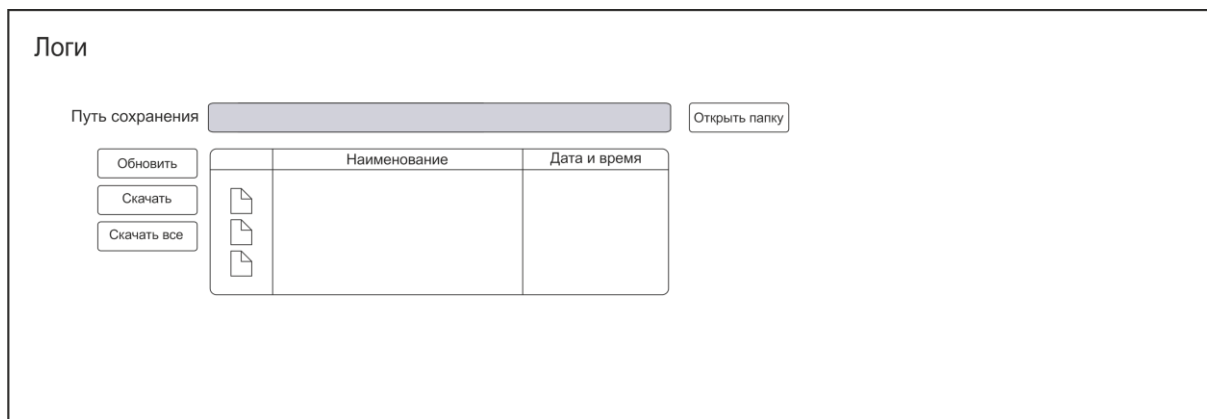 Логи
Путь сохранения
Открыть папку
Обновить
Наименование
Дата и время
Скачать
Скачать все